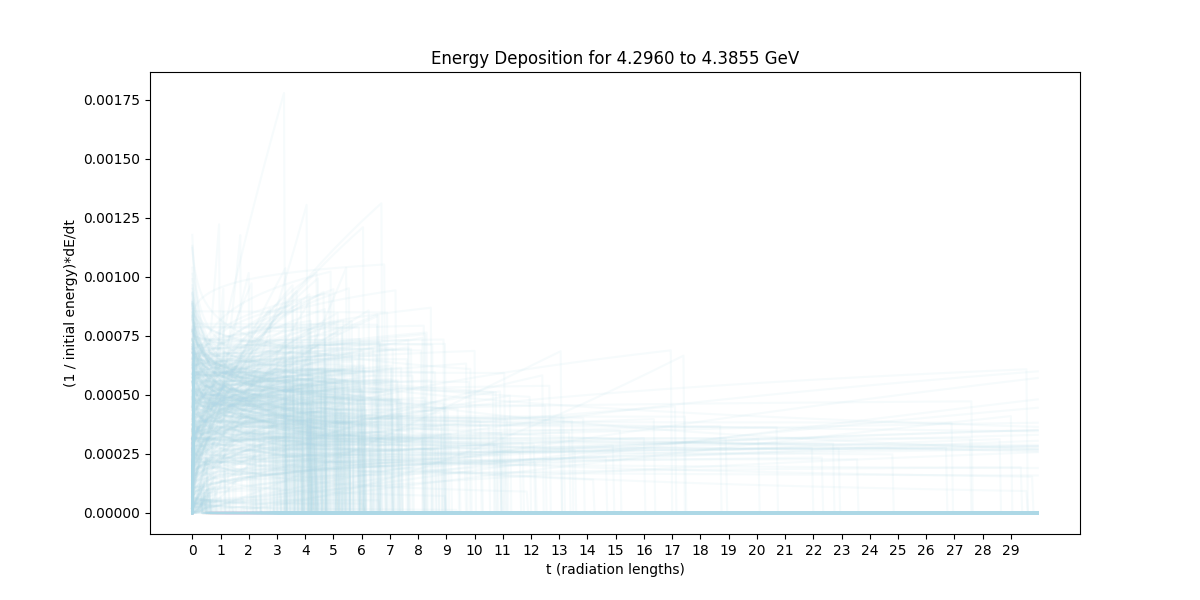 Energy Deposition for 4.2960 to 4.3855 GeV
(1 / initial energy)*dE/dt
0.00175
0.00150
0.00125
0.00100
0.00075
0.00050
0.00025
0.00000
0 1 2 3 4 5 6 7 8 9 10 11 12 13 14 15 16 17 18 19 20 21 22 23 24 25 26 27 28 29
t (radiation lengths)